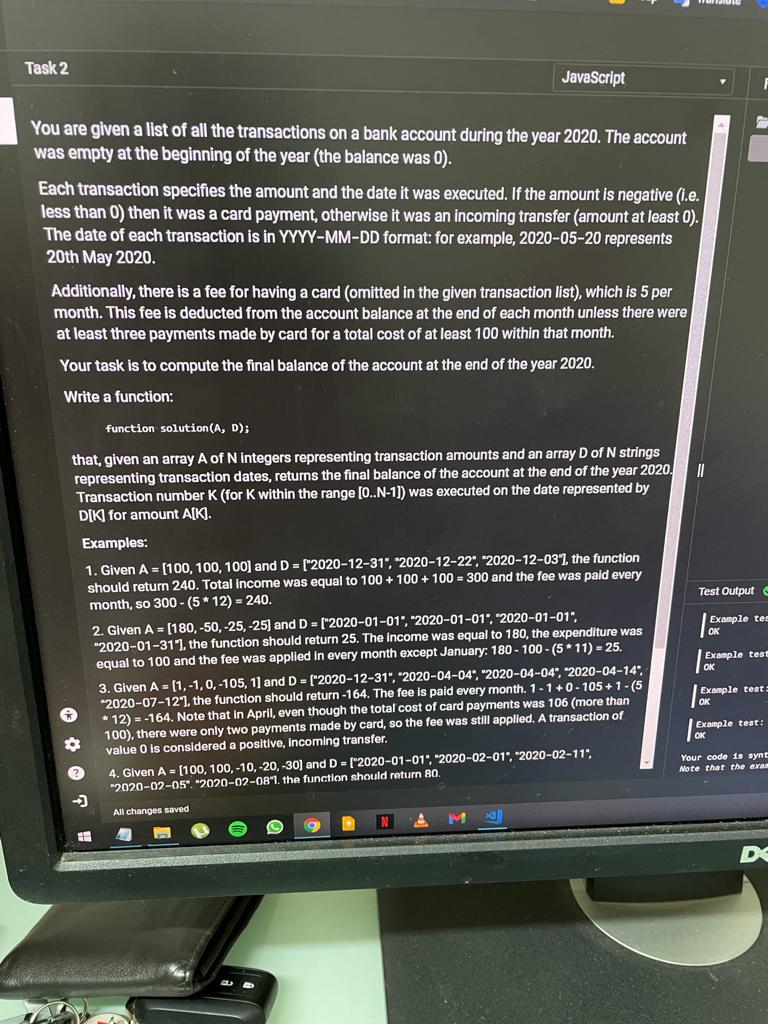 Translate
Task 2
JavaScript
You are given a list of all the transactions on a bank account during the year 2020. The account
was empty at the beginning of the year (the balance was 0).
Each transaction specifies the amount and the date it was executed. If the amount is negative (i.e.
less than 0) then it was a card payment, otherwise it was an incoming transfer (amount at least 0).
The date of each transaction is in YYYY-MM-DD format: for example, 2020-05-20 represents
20th May 2020.
Additionally, there is a fee for having a card (omitted in the given transaction list), which is 5 per
month. This fee is deducted from the account balance at the end of each month unless there were
at least three payments made by card for a total cost of at least 100 within that month.
Your task is to compute the final balance of the account at the end of the year 2020.
Write a function:
function solution(A, D);
that, given an array A of N integers representing transaction amounts and an array D of N strings
representing transaction dates, returns the final balance of the account at the end of the year 2020.
Transaction number K (for K within the range [0..N-1]) was executed on the date represented by
D[K] for amount A[K].
Examples:
1. Given A = [100, 100, 100] and D = ["2020-12-31", "2020-12-22", "2020-12-03"], the function
should return 240. Total income was equal to 100 + 100 + 100 = 300 and the fee was paid every
month, so 300 - (5 * 12) = 240.
2. Given A = [180, -50, -25, -25] and D = ["2020-01-01", "2020-01-01", "2020-01-01",
"2020-01-31"], the function should return 25. The income was equal to 180, the expenditure was
equal to 100 and the fee was applied in every month except January: 180 - 100 - (5 * 11) = 25.
3. Given A = [1, -1, 0, -105, 1] and D = ["2020-12-31", "2020-04-04", "2020-04-04", "2020-04-14",
"2020-07-12"], the function should return -164. The fee is paid every month. 1 - 1 + 0 - 105 + 1 - (5
* 12) = -164. Note that in April, even though the total cost of card payments was 106 (more than
100), there were only two payments made by card, so the fee was still applied. A transaction of
value 0 is considered a positive, incoming transfer.
4. Given A = [100, 100, -10, -20, -30] and D = ["2020-01-01", "2020-02-01", "2020-02-11",
"2020-02-05", "2020-02-08"], the function should return 80.
All changes saved
Test Output
Example tes
OK
Example test
OK
Example test:
OK
Example test:
OK
Your code is synt
Note that the exam